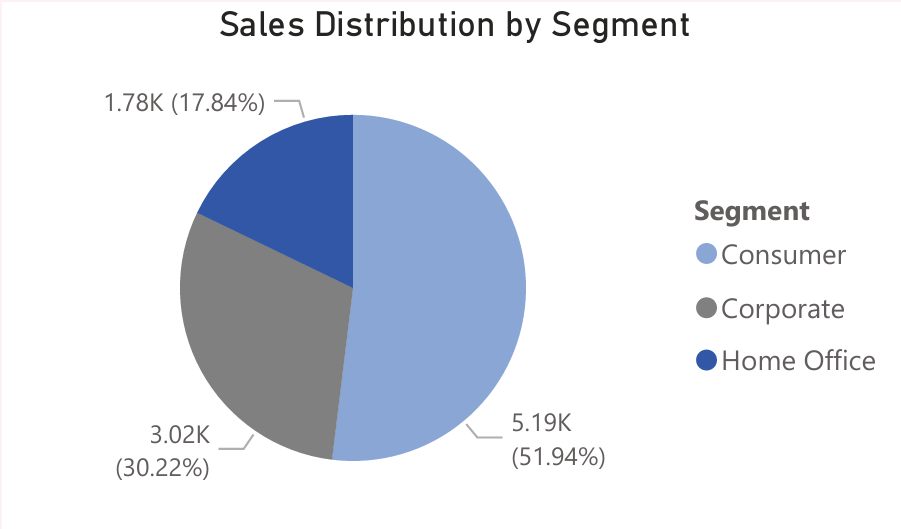 Sales Distribution by Segment
1.78K (17.84%)
3.02K
(30.22%)
5.19K
(51.94%)
Segment
Consumer
Corporate
Home Office